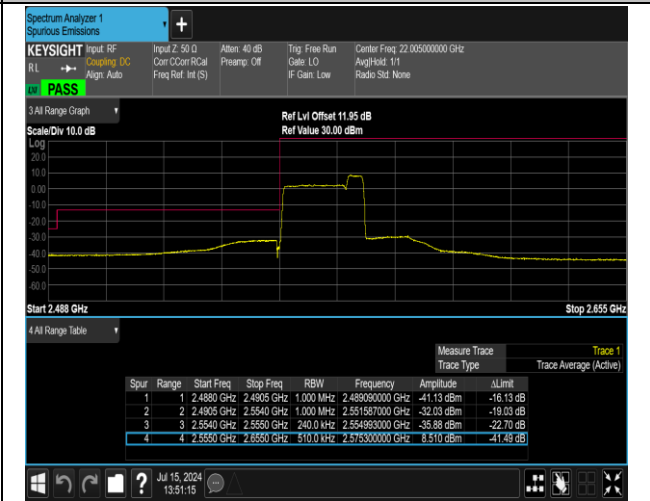 Spectrum Analyzer 1
Spurious Emissions
+
KEYSIGHT Input: RF Input Z: 50 Ω Atten: 40 dB Trig: Free Run Center Freq: 22.005000000 GHz
RL Coupling: DC Corr CCorr RCal Preamp: Off Gate: LO Avg|Hold: 1/1
Align: Auto Freq Ref: Int (S) IF Gain: Low Radio Std: None
PASS
3 All Range Graph
Ref Lvl Offset 11.95 dB
Scale/Div 10.0 dB Ref Value 30.00 dBm
Log
20.0
10.0
0.00
-10.0
-20.0
-30.0
-40.0
-50.0
-60.0
Start 2.488 GHz Stop 2.655 GHz
4 All Range Table
Measure Trace Trace 1
Trace Type Trace Average (Active)
Spur Range Start Freq Stop Freq RBW Frequency Amplitude ΔLimit
1 1 2.4880 GHz 2.4905 GHz 1.000 MHz 2.489090000 GHz -41.13 dBm -16.13 dB
2 2 2.4905 GHz 2.5540 GHz 1.000 MHz 2.551587000 GHz -32.03 dBm -19.03 dB
3 3 2.5540 GHz 2.5550 GHz 240.0 kHz 2.554993000 GHz -35.88 dBm -22.70 dB
4 4 2.5550 GHz 2.6550 GHz 510.0 kHz 2.575300000 GHz 8.510 dBm -41.49 dB
?
Jul 15, 2024
13:51:15